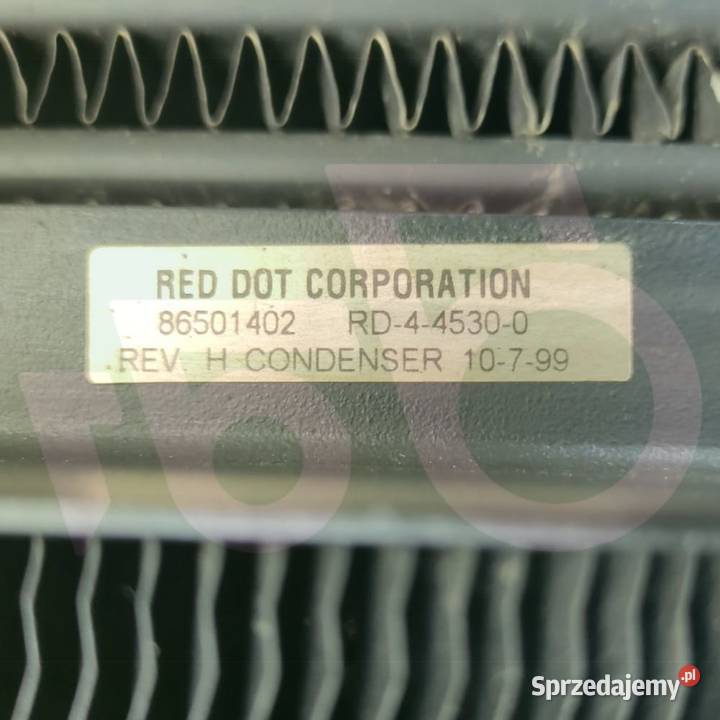 RED DOT CORPORATION
86501402 RD-4-4530-0
REV. H CONDENSER 10-7-99
Sprzedajemy.pl